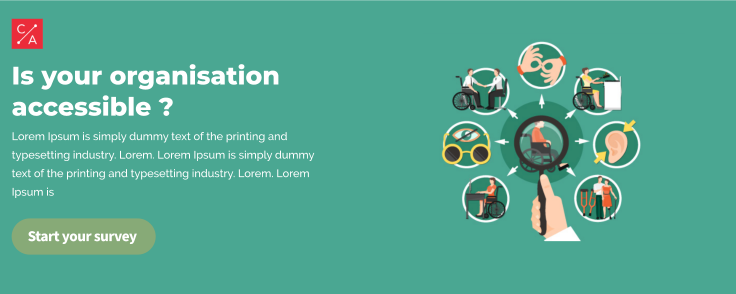 C
A
Is your organisation
accessible ?
Lorem Ipsum is simply dummy text of the printing and
typesetting industry. Lorem. Lorem Ipsum is simply dummy
text of the printing and typesetting industry. Lorem. Lorem
Ipsum is
Start your survey